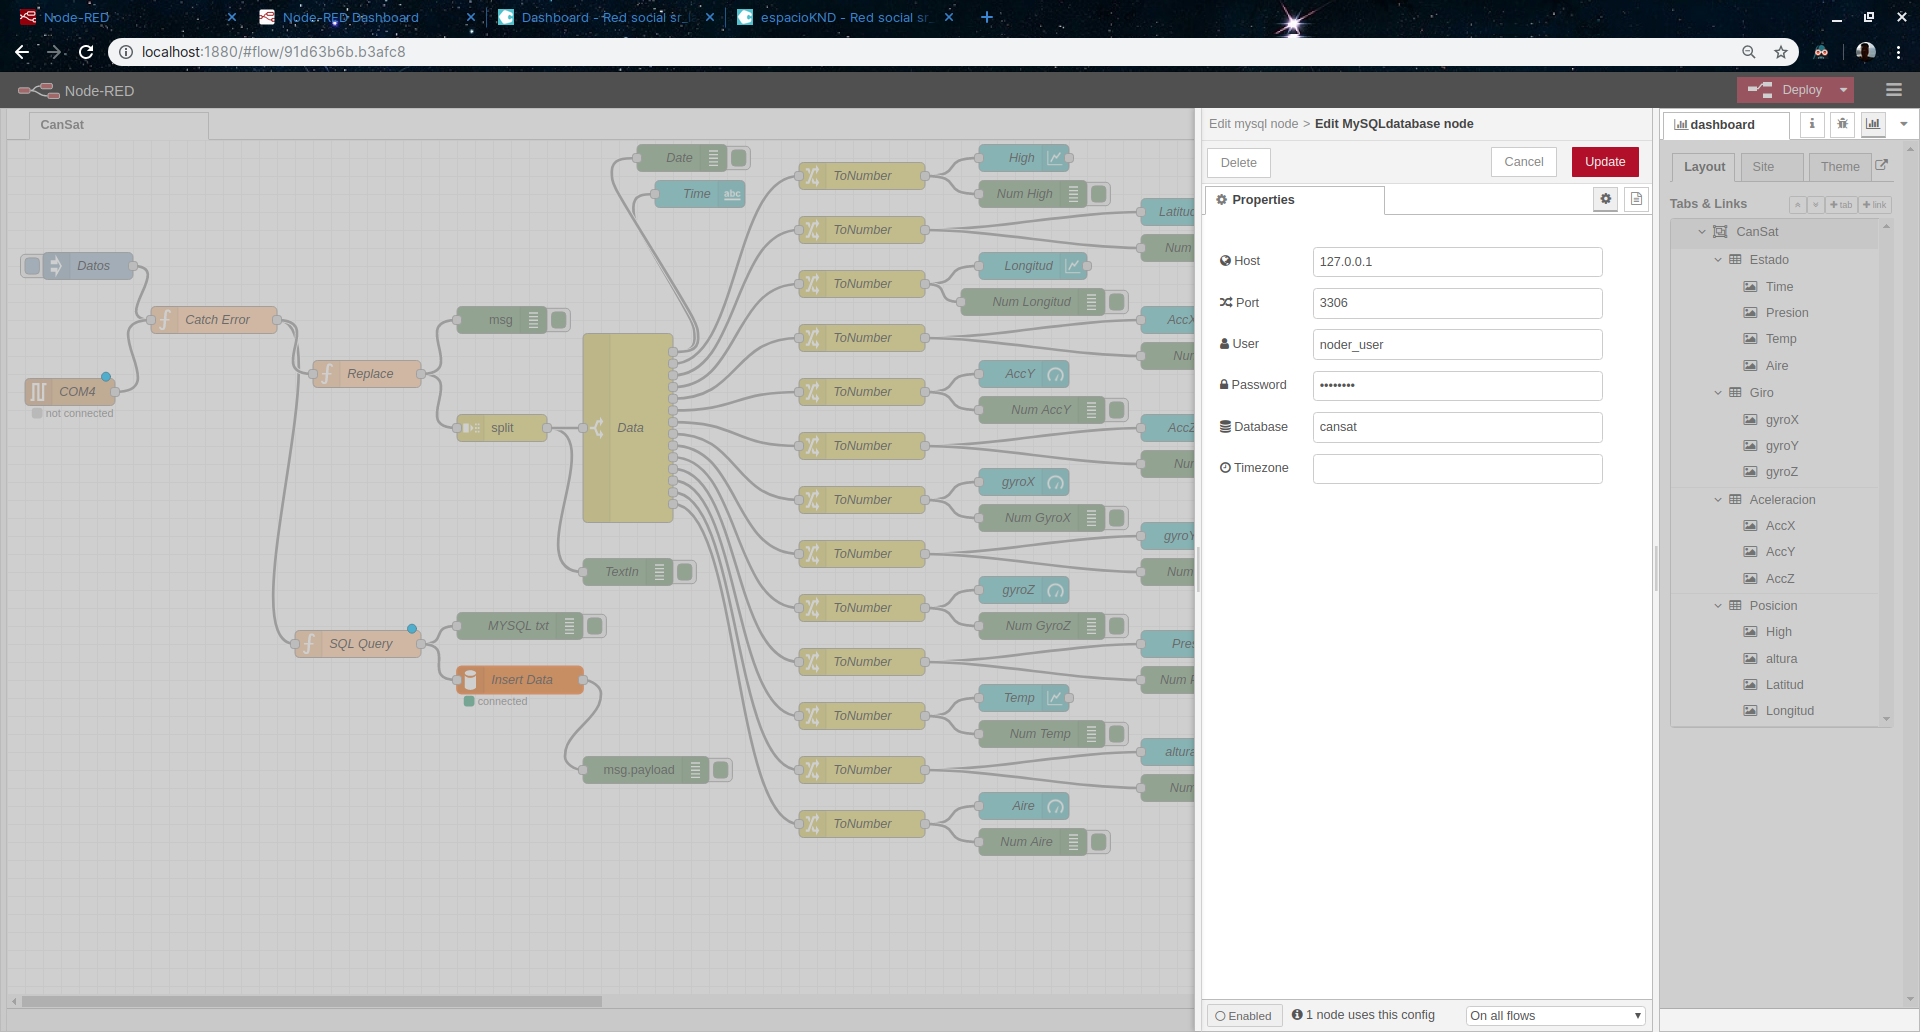 Node-RED
Node-RED Dashboard
Dashboard - Red social sr_
espacioKND - Red social sr_
localhost:1880/#flow/91d63b6b.b3afc8
Node-RED
Deploy
CanSat
Datos
COM4
not connected
Catch Error
Replace
msg
split
Data
Date
Time
TextIn
SQL Query
MYSQL txt
Insert Data
connected
msg.payload
ToNumber
ToNumber
ToNumber
ToNumber
ToNumber
ToNumber
ToNumber
ToNumber
ToNumber
ToNumber
ToNumber
ToNumber
ToNumber
High
Num High
Latitud
Num
Longitud
Num Longitud
AccX
Nu
AccY
Num AccY
AccZ
Nu
gyroX
Num GyroX
gyroY
Num
gyroZ
Num GyroZ
Pres
Num P
Temp
Num Temp
altura
Num
Aire
Num Aire
Edit mysql node > Edit MySQLdatabase node
Delete
Cancel
Update
Properties
Host
127.0.0.1
Port
3306
User
noder_user
Password
••••••••
Database
cansat
Timezone
Enabled
1 node uses this config
On all flows
dashboard
Layout
Site
Theme
Tabs & Links
+ tab
+ link
CanSat
Estado
Time
Presion
Temp
Aire
Giro
gyroX
gyroY
gyroZ
Aceleracion
AccX
AccY
AccZ
Posicion
High
altura
Latitud
Longitud